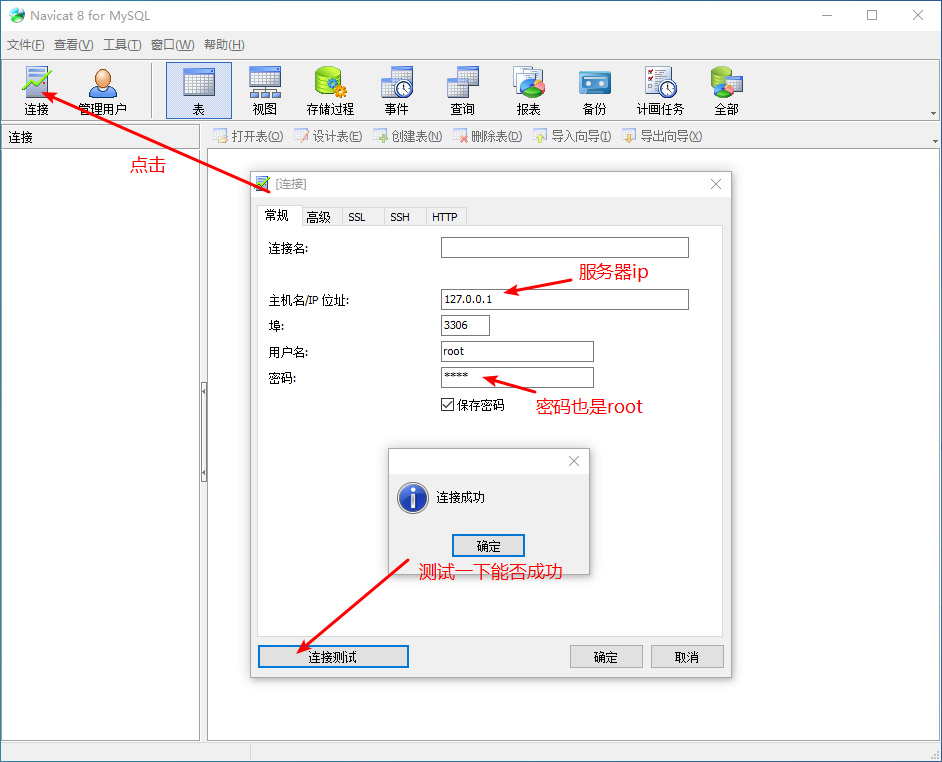 Navicat 8 for MySQL
文件(F) 查看(V) 工具(T) 窗口(W) 帮助(H)
连接 管理用户 表 视图 存储过程 事件 查询 报表 备份 计画任务 全部
连接 打开表(O) 设计表(E) 创建表(N) 删除表(D) 导入向导(I) 导出向导(X)
点击
[连接]
常规 高级 SSL SSH HTTP
连接名:
服务器ip
主机名/IP 位址: 127.0.0.1
埠: 3306
用户名: root
密码: ****
保存密码
密码也是root
连接成功
确定
测试一下能否成功
连接测试 确定 取消